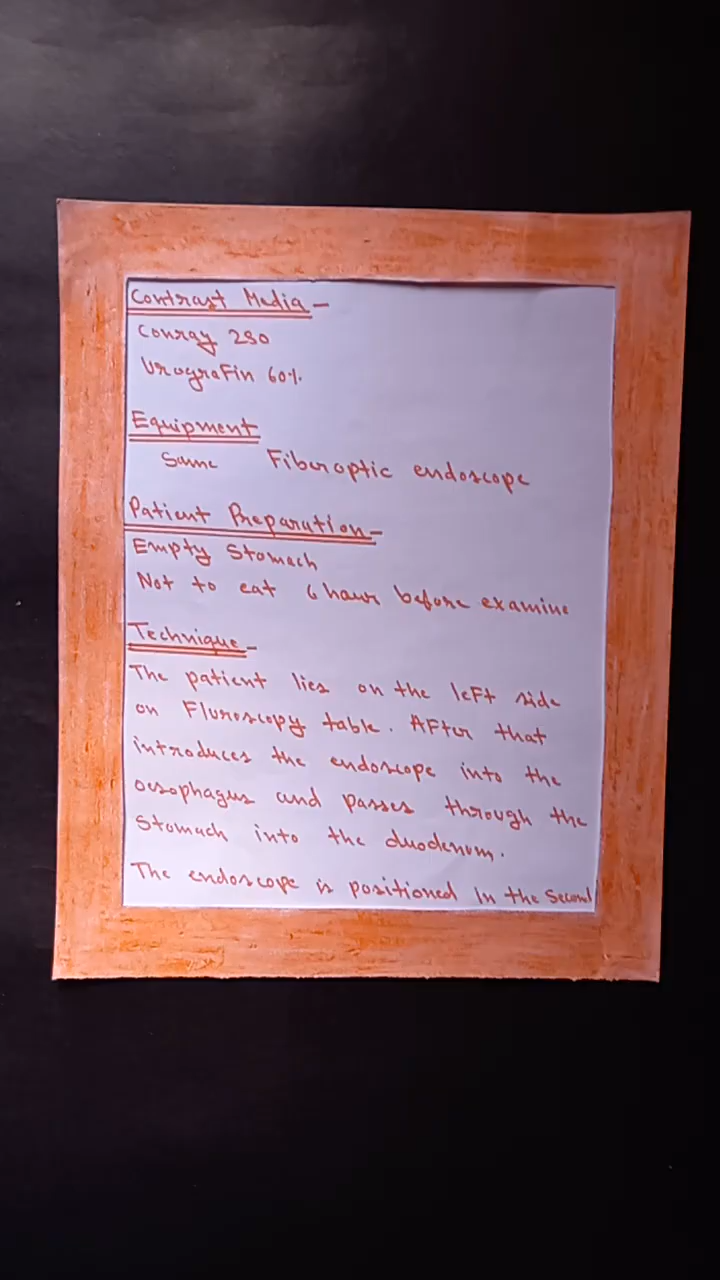 Contrast Media -
Conray 280
Urografin 60%
Equipment
Same Fiberoptic endoscope
Patient Preparation -
Empty Stomach
Not to eat 6 hour before examine
Technique -
The patient lies on the left side
on Fluroscopy table. After that
introduces the endoscope into the
oesophagus and passes through the
Stomach into the duodenum.
The endoscope is positioned in the Second